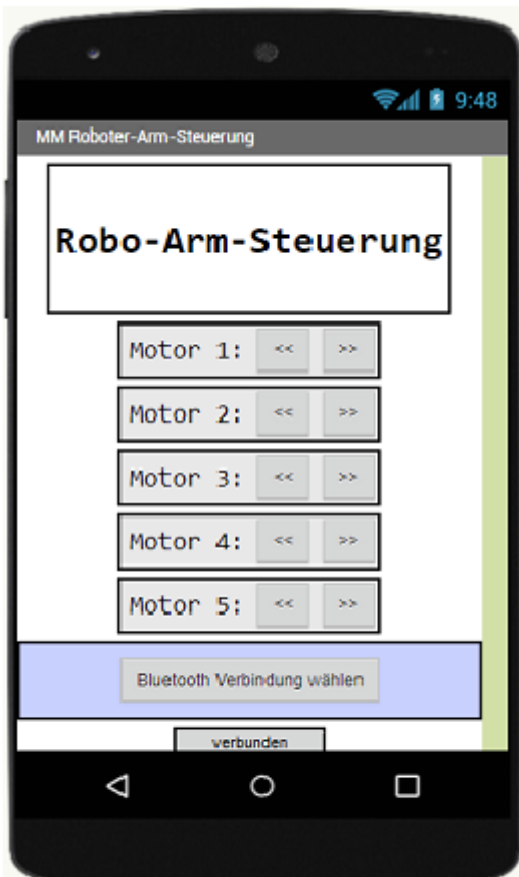 9:48
MM Roboter-Arm-Steuerung
Robo-Arm-Steuerung
Motor 1: << >>
Motor 2: << >>
Motor 3: << >>
Motor 4: << >>
Motor 5: << >>
Bluetooth Verbindung wählen
verbunden